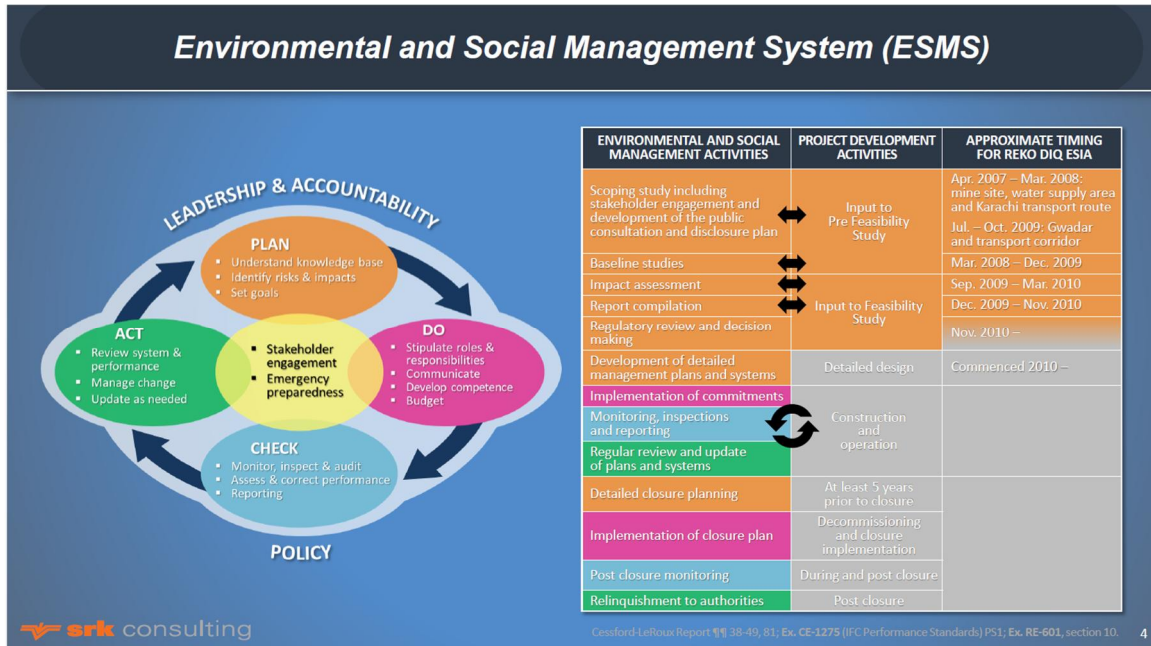 Environmental and Social Management System (ESMS)
LEADERSHIP & ACCOUNTABILITY
PLAN
▪ Understand knowledge base
▪ Identify risks & impacts
▪ Set goals
ACT
▪ Review system &
performance
▪ Manage change
▪ Update as needed
▪ Stakeholder
engagement
▪ Emergency
preparedness
DO
▪ Stipulate roles &
responsibilities
▪ Communicate
▪ Develop competence
▪ Budget
CHECK
▪ Monitor, inspect & audit
▪ Assess & correct performance
▪ Reporting
POLICY
ENVIRONMENTAL AND SOCIAL
MANAGEMENT ACTIVITIES
PROJECT DEVELOPMENT
ACTIVITIES
APPROXIMATE TIMING
FOR REKO DIQ ESIA
Scoping study including
stakeholder engagement and
development of the public
consultation and disclosure plan
Input to
Pre Feasibility
Study
Apr. 2007 – Mar. 2008:
mine site, water supply area
and Karachi transport route
Jul. – Oct. 2009: Gwadar
and transport corridor
Baseline studies
Mar. 2008 – Dec. 2009
Impact assessment
Sep. 2009 – Mar. 2010
Report compilation
Input to Feasibility
Study
Dec. 2009 – Nov. 2010
Regulatory review and decision
making
Nov. 2010 –
Development of detailed
management plans and systems
Detailed design
Commenced 2010 –
Implementation of commitments
Monitoring, inspections
and reporting
Construction
and
operation
Regular review and update
of plans and systems
Detailed closure planning
At least 5 years
prior to closure
Implementation of closure plan
Decommissioning
and closure
implementation
Post closure monitoring
During and post closure
Relinquishment to authorities
Post closure
srk consulting
Cessford-LeRoux Report ¶¶ 38-49, 81; Ex. CE-1275 (IFC Performance Standards) PS1; Ex. RE-601, section 10.
4